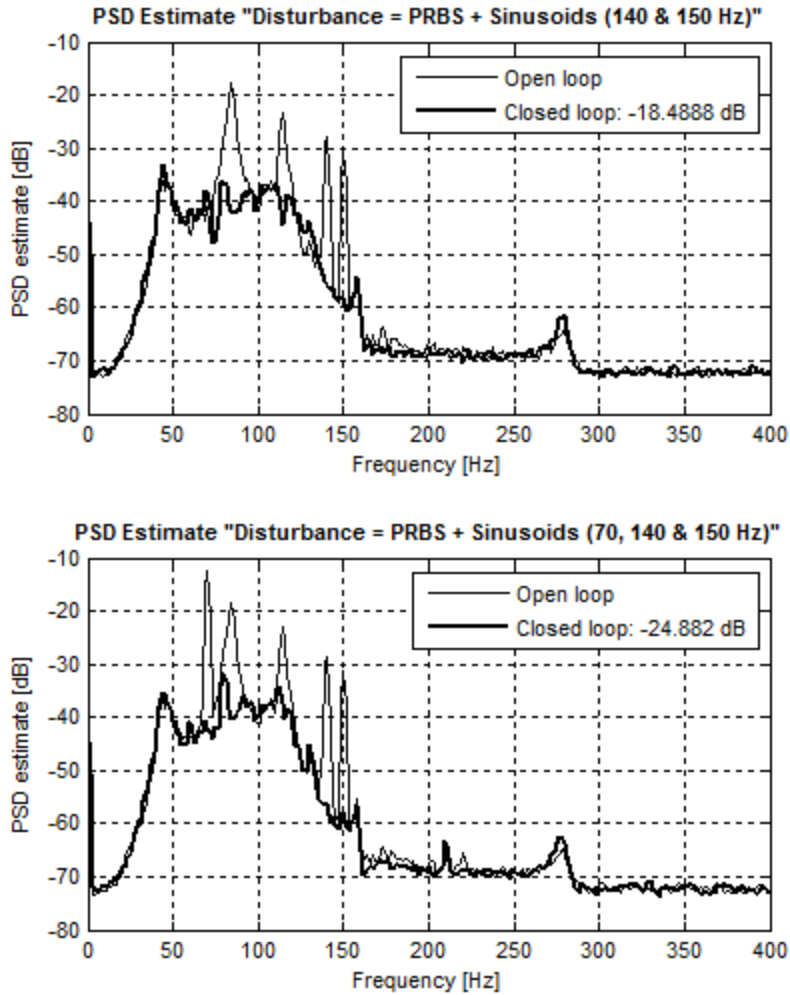 PSD Estimate "Disturbance = PRBS + Sinusoids (140 & 150 Hz)"
-10
-20
-30
-40
-50
-60
-70
-80
PSD estimate [dB]
Open loop
Closed loop: -18.4888 dB
0 50 100 150 200 250 300 350 400
Frequency [Hz]
PSD Estimate "Disturbance = PRBS + Sinusoids (70, 140 & 150 Hz)"
-10
-20
-30
-40
-50
-60
-70
-80
PSD estimate [dB]
Open loop
Closed loop: -24.882 dB
0 50 100 150 200 250 300 350 400
Frequency [Hz]